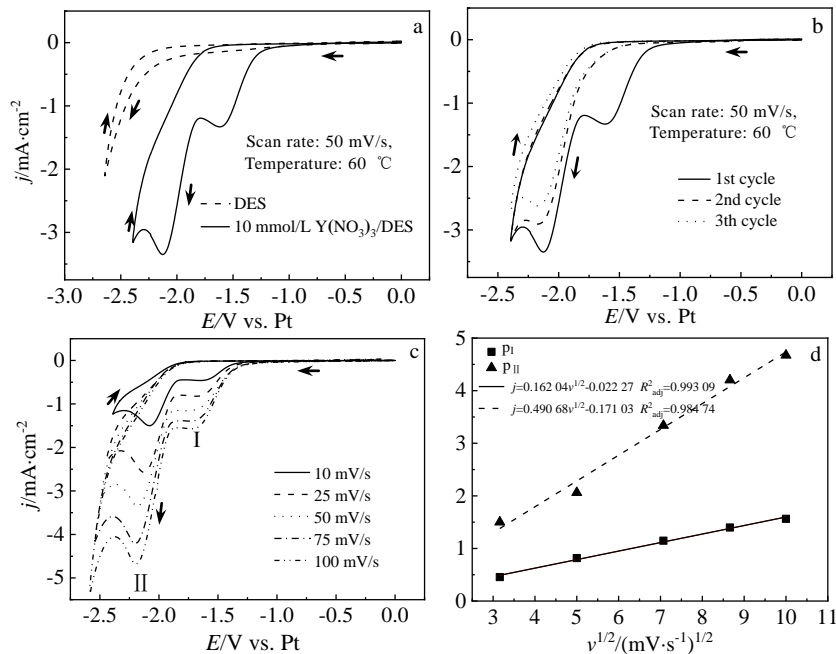 a
0
-1
-2
-3
j/mA·cm-2
Scan rate: 50 mV/s,
Temperature: 60 ℃
DES
10 mmol/L Y(NO3)3/DES
-3.0 -2.5 -2.0 -1.5 -1.0 -0.5 0.0
E/V vs. Pt
b
0
-1
-2
-3
j/mA·cm-2
Scan rate: 50 mV/s,
Temperature: 60 ℃
1st cycle
2nd cycle
3th cycle
-2.5 -2.0 -1.5 -1.0 -0.5 0.0
E/V vs. Pt
c
0
-1
-2
-3
-4
-5
j/mA·cm-2
I
II
10 mV/s
25 mV/s
50 mV/s
75 mV/s
100 mV/s
-2.5 -2.0 -1.5 -1.0 -0.5 0.0
E/V vs. Pt
d
5
4
3
2
1
0
pI
pII
j=0.162 04v1/2-0.022 27 R2adj=0.993 09
j=0.490 68v1/2-0.171 03 R2adj=0.984 74
3 4 5 6 7 8 9 10 11
v1/2/(mV·s-1)1/2